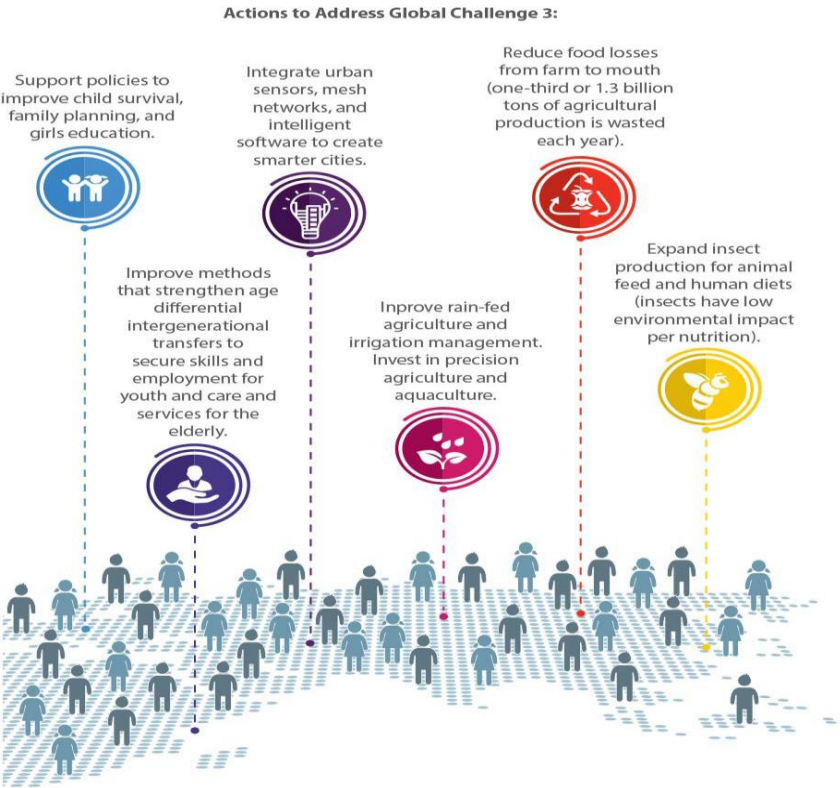 Actions to Address Global Challenge 3:
Support policies to
improve child survival,
family planning, and
girls education.
Integrate urban
sensors, mesh
networks, and
intelligent
software to create
smarter cities.
Reduce food losses
from farm to mouth
(one-third or 1.3 billion
tons of agricultural
production is wasted
each year).
Improve methods
that strengthen age
differential
intergenerational
transfers to
secure skills and
employment for
youth and care and
services for the
elderly.
Inprove rain-fed
agriculture and
irrigation management.
Invest in precision
agriculture and
aquaculture.
Expand insect
production for animal
feed and human diets
(insects have low
environmental impact
per nutrition).